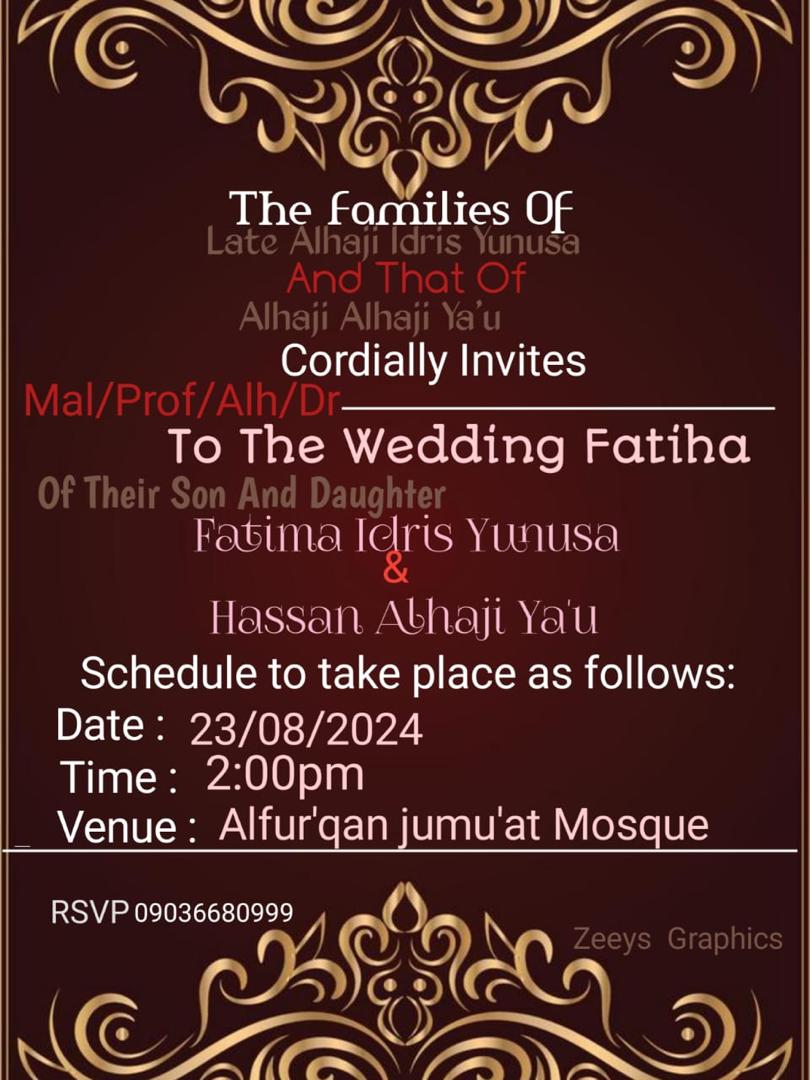 The Families Of
Late Alhaji Idris Yunusa
And That Of
Alhaji Alhaji Ya'u
Cordially Invites
Mal/Prof/Alh/Dr
To The Wedding Fatiha
Of Their Son And Daughter
Fatima Idris Yunusa
&
Hassan Alhaji Ya'u
Schedule to take place as follows:
Date : 23/08/2024
Time : 2:00pm
Venue : Alfur'qan jumu'at Mosque
RSVP 09036680999
Zeeys Graphics